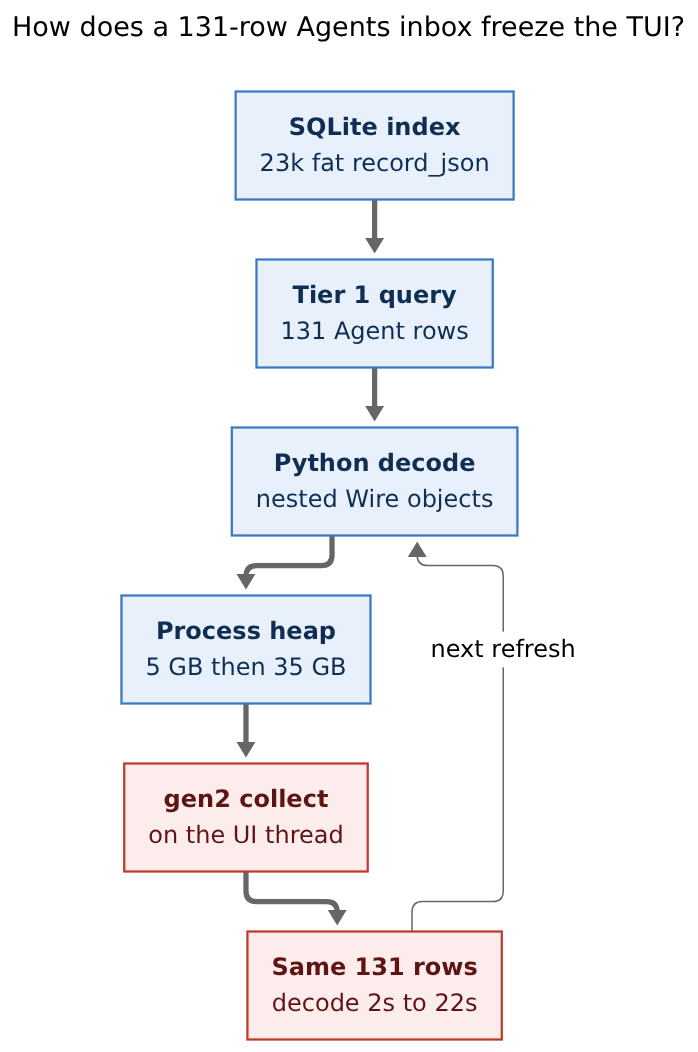 How does a 131-row Agents inbox freeze the TUI?
SQLite index
23k fat record_json
Tier 1 query
131 Agent rows
Python decode
nested Wire objects
Process heap
5 GB then 35 GB
next refresh
gen2 collect
on the UI thread
Same 131 rows
decode 2s to 22s